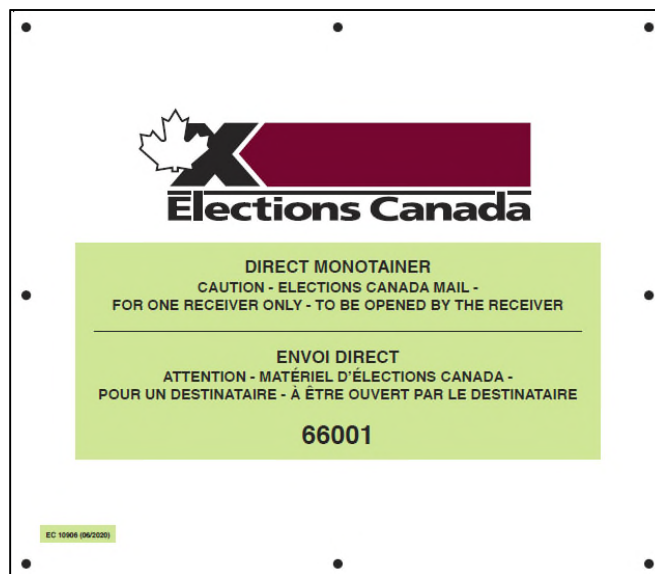 Elections Canada
DIRECT MONOTAINER
CAUTION - ELECTIONS CANADA MAIL -
FOR ONE RECEIVER ONLY - TO BE OPENED BY THE RECEIVER
ENVOI DIRECT
ATTENTION - MATÉRIEL D'ÉLECTIONS CANADA -
POUR UN DESTINATAIRE - À ÊTRE OUVERT PAR LE DESTINATAIRE
66001
EC 10906 (06/2020)